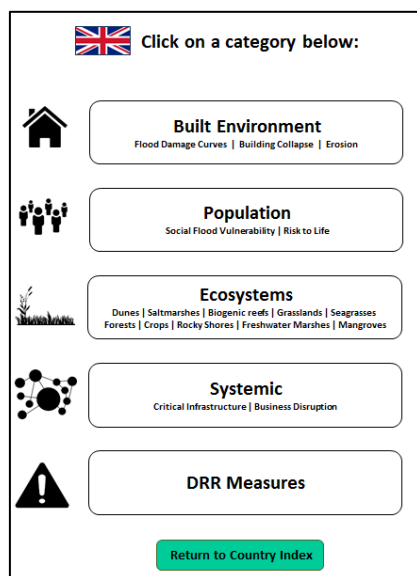 Click on a category below:
Built Environment
Flood Damage Curves | Building Collapse | Erosion
Population
Social Flood Vulnerability | Risk to Life
Ecosystems
Dunes | Saltmarshes | Biogenic reefs | Grasslands | Seagrasses
Forests | Crops | Rocky Shores | Freshwater Marshes | Mangroves
Systemic
Critical Infrastructure | Business Disruption
DRR Measures
Return to Country Index